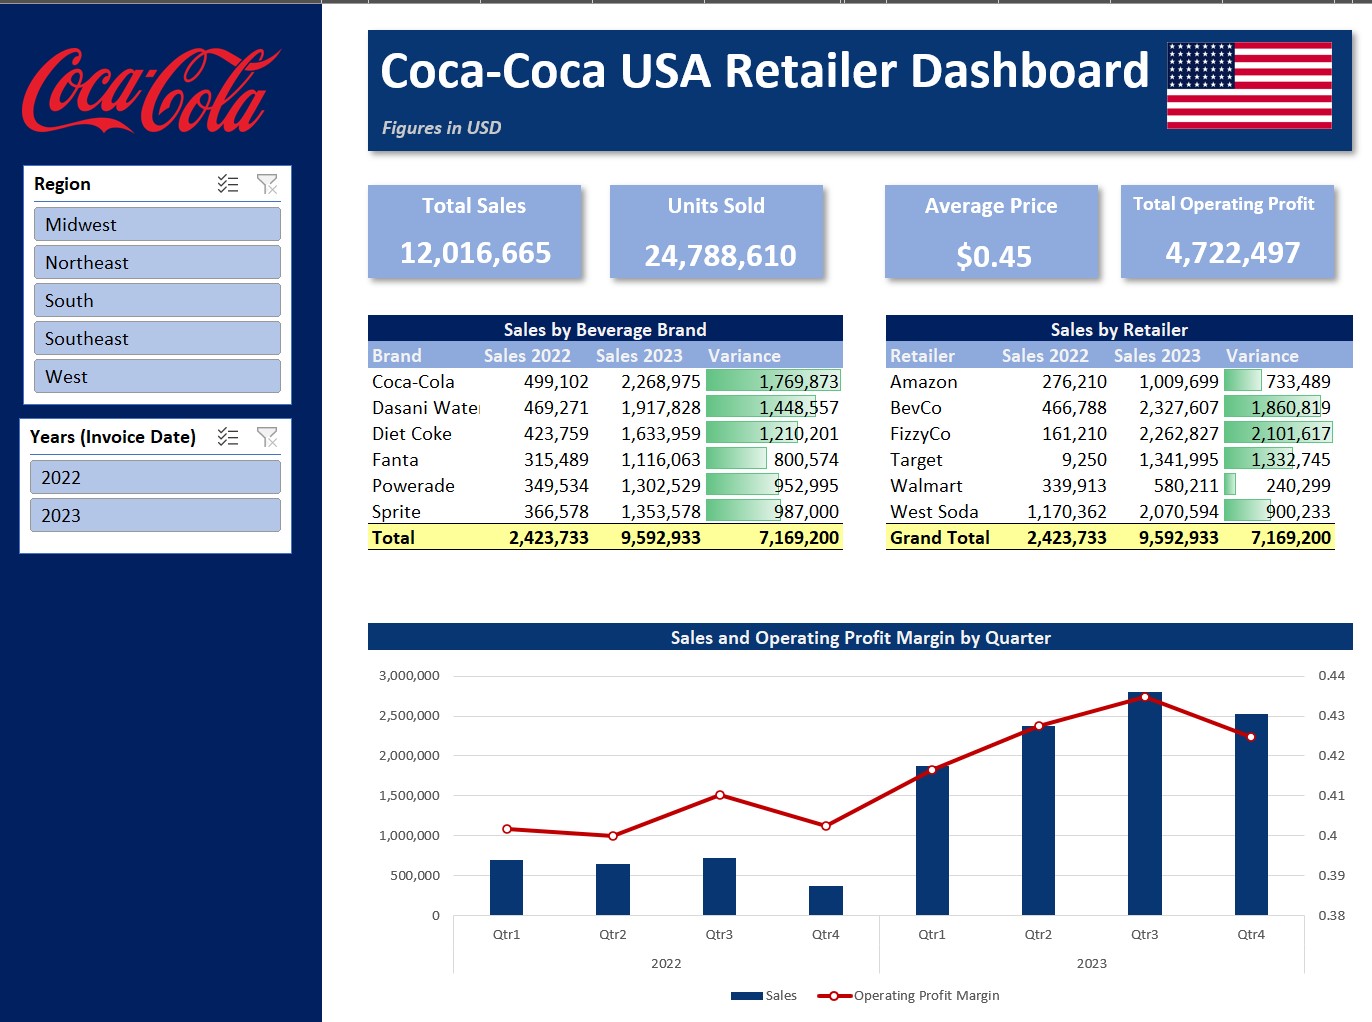 Coca-Cola
Coca-Coca USA Retailer Dashboard
Figures in USD
Region
Midwest
Northeast
South
Southeast
West
Years (Invoice Date)
2022
2023
Total Sales
12,016,665
Units Sold
24,788,610
Average Price
$0.45
Total Operating Profit
4,722,497
Sales by Beverage Brand
Brand Sales 2022 Sales 2023 Variance
Coca-Cola 499,102 2,268,975 1,769,873
Dasani Water 469,271 1,917,828 1,448,557
Diet Coke 423,759 1,633,959 1,210,201
Fanta 315,489 1,116,063 800,574
Powerade 349,534 1,302,529 952,995
Sprite 366,578 1,353,578 987,000
Total 2,423,733 9,592,933 7,169,200
Sales by Retailer
Retailer Sales 2022 Sales 2023 Variance
Amazon 276,210 1,009,699 733,489
BevCo 466,788 2,327,607 1,860,819
FizzyCo 161,210 2,262,827 2,101,617
Target 9,250 1,341,995 1,332,745
Walmart 339,913 580,211 240,299
West Soda 1,170,362 2,070,594 900,233
Grand Total 2,423,733 9,592,933 7,169,200
Sales and Operating Profit Margin by Quarter
3,000,000 0.44
2,500,000 0.43
2,000,000 0.42
1,500,000 0.41
1,000,000 0.4
500,000 0.39
0 0.38
Qtr1 Qtr2 Qtr3 Qtr4 Qtr1 Qtr2 Qtr3 Qtr4
2022 2023
Sales Operating Profit Margin